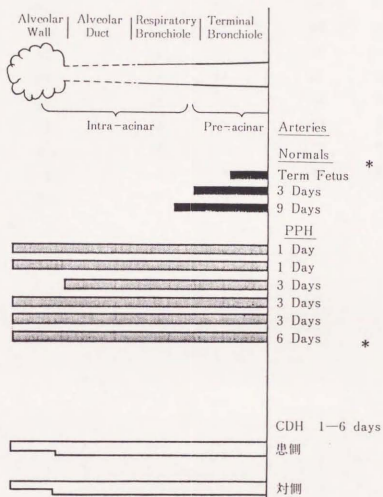 Alveolar Wall | Alveolar Duct | Respiratory Bronchiole | Terminal Bronchiole
Intra-acinar Pre-acinar Arteries
Normals *
Term Fetus
3 Days
9 Days
PPH
1 Day
1 Day
3 Days
3 Days
3 Days
6 Days *
CDH 1—6 days
患側
対側